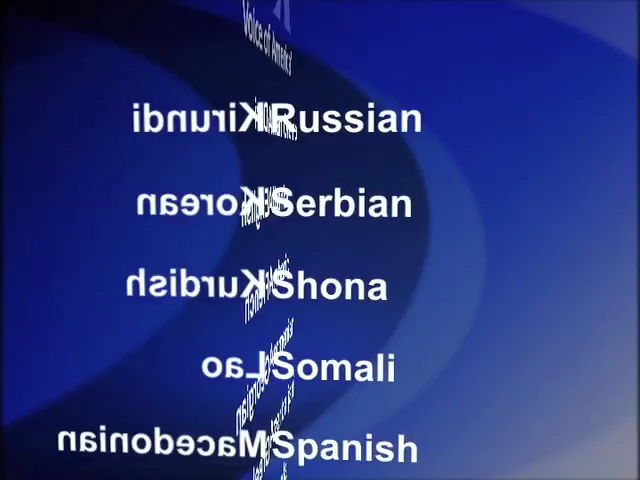 Voice of America
Kirundi Russian
Korean Serbian
Kurdish Shona
Lao Somali
Macedonian Spanish